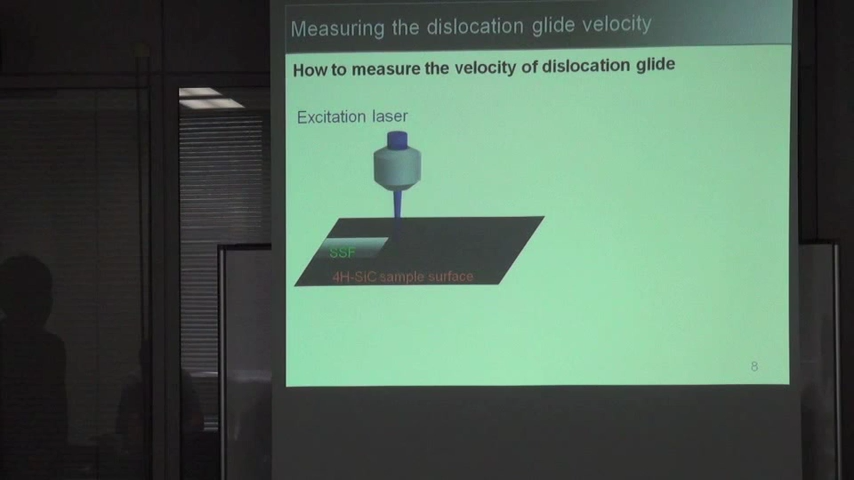 Measuring the dislocation glide velocity
How to measure the velocity of dislocation glide
Excitation laser
SSF
4H-SiC sample surface
8